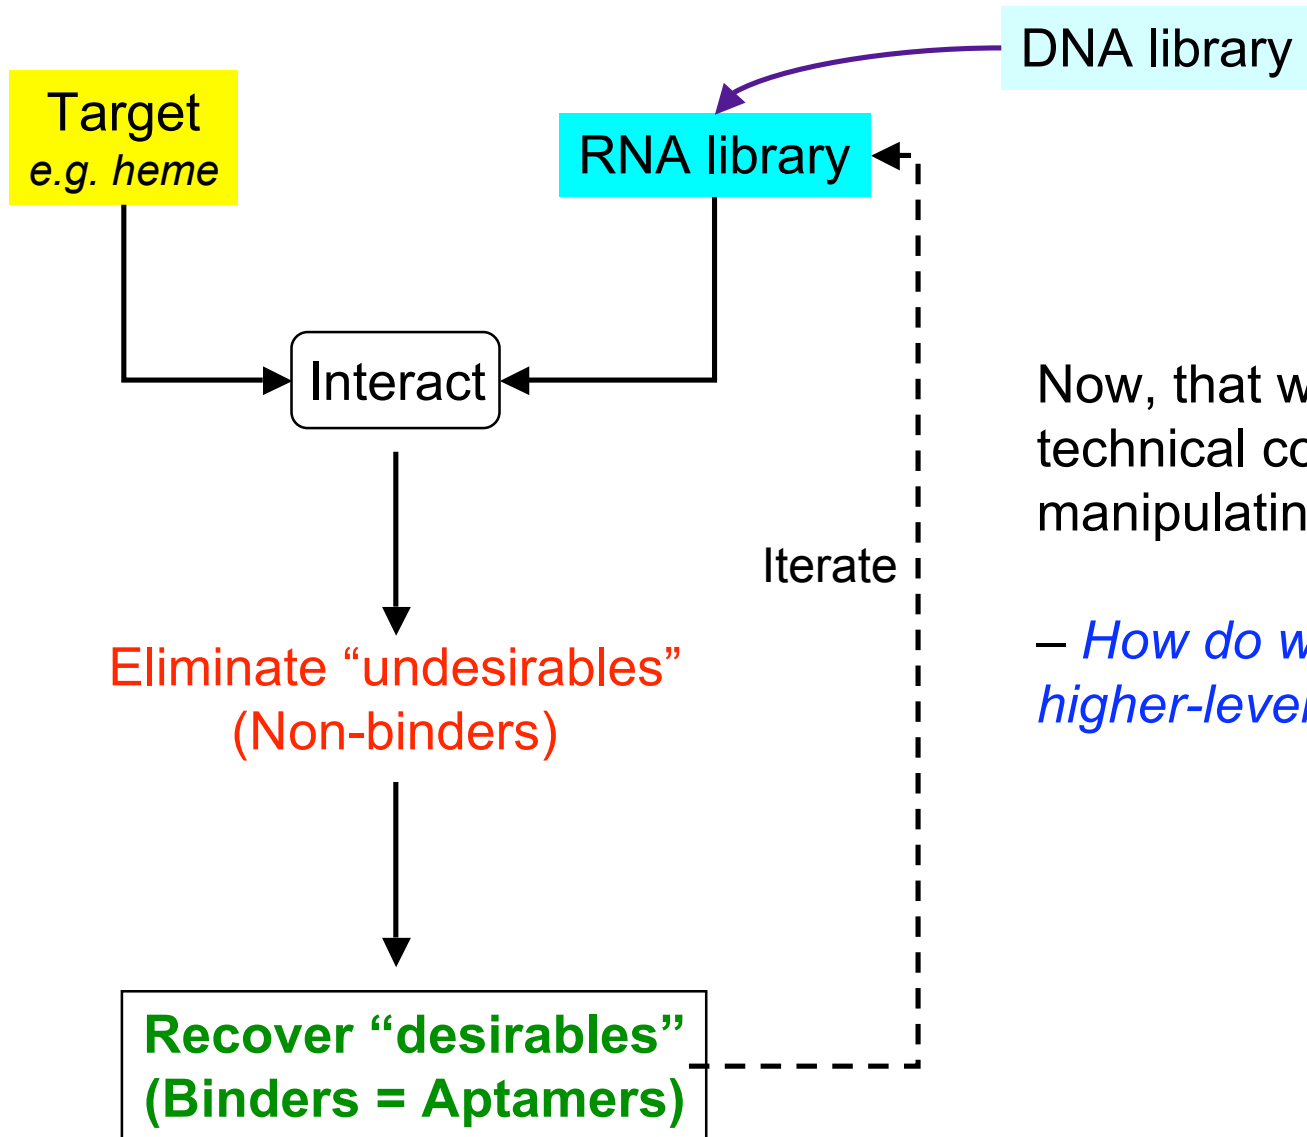 DNA library
Target
e.g. heme
RNA library
Interact
Now, that w
technical co
manipulatin
Iterate
– How do w
higher-level
Eliminate “undesirables”
(Non-binders)
Recover “desirables”
(Binders = Aptamers)